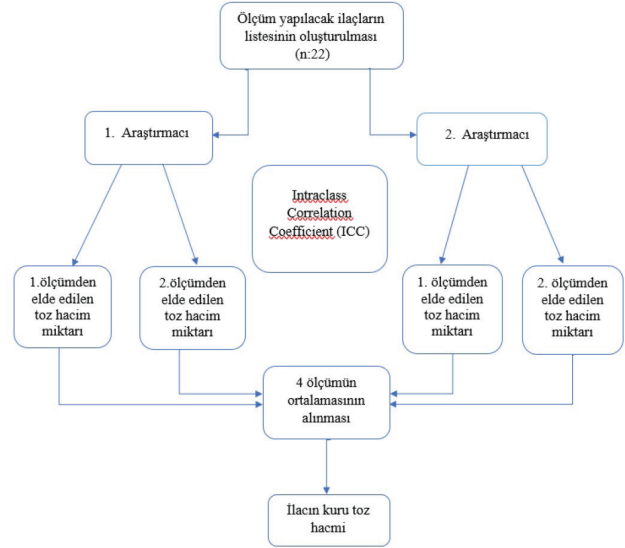 Ölçüm yapılacak ilaçların
listesinin oluşturulması
(n:22)
1. Araştırmacı
2. Araştırmacı
Intraclass
Correlation
Coefficient (ICC)
1.ölçümden
elde edilen
toz hacim
miktarı
2.ölçümden
elde edilen
toz hacim
miktarı
1. ölçümden
elde edilen
toz hacim
miktarı
2. ölçümden
elde edilen
toz hacim
miktarı
4 ölçümün
ortalamasının
alınması
İlacın kuru toz
hacmi